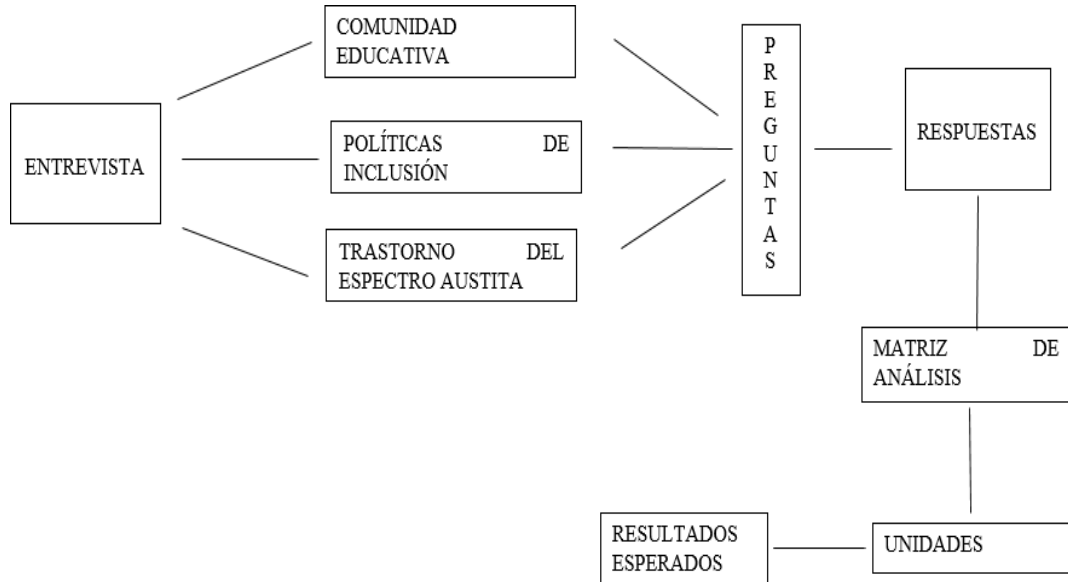 ENTREVISTA
COMUNIDAD
EDUCATIVA
POLÍTICAS DE
INCLUSIÓN
TRASTORNO DEL
ESPECTRO AUSTITA
P
R
E
G
U
N
T
A
S
RESPUESTAS
MATRIZ DE
ANÁLISIS
UNIDADES
RESULTADOS
ESPERADOS